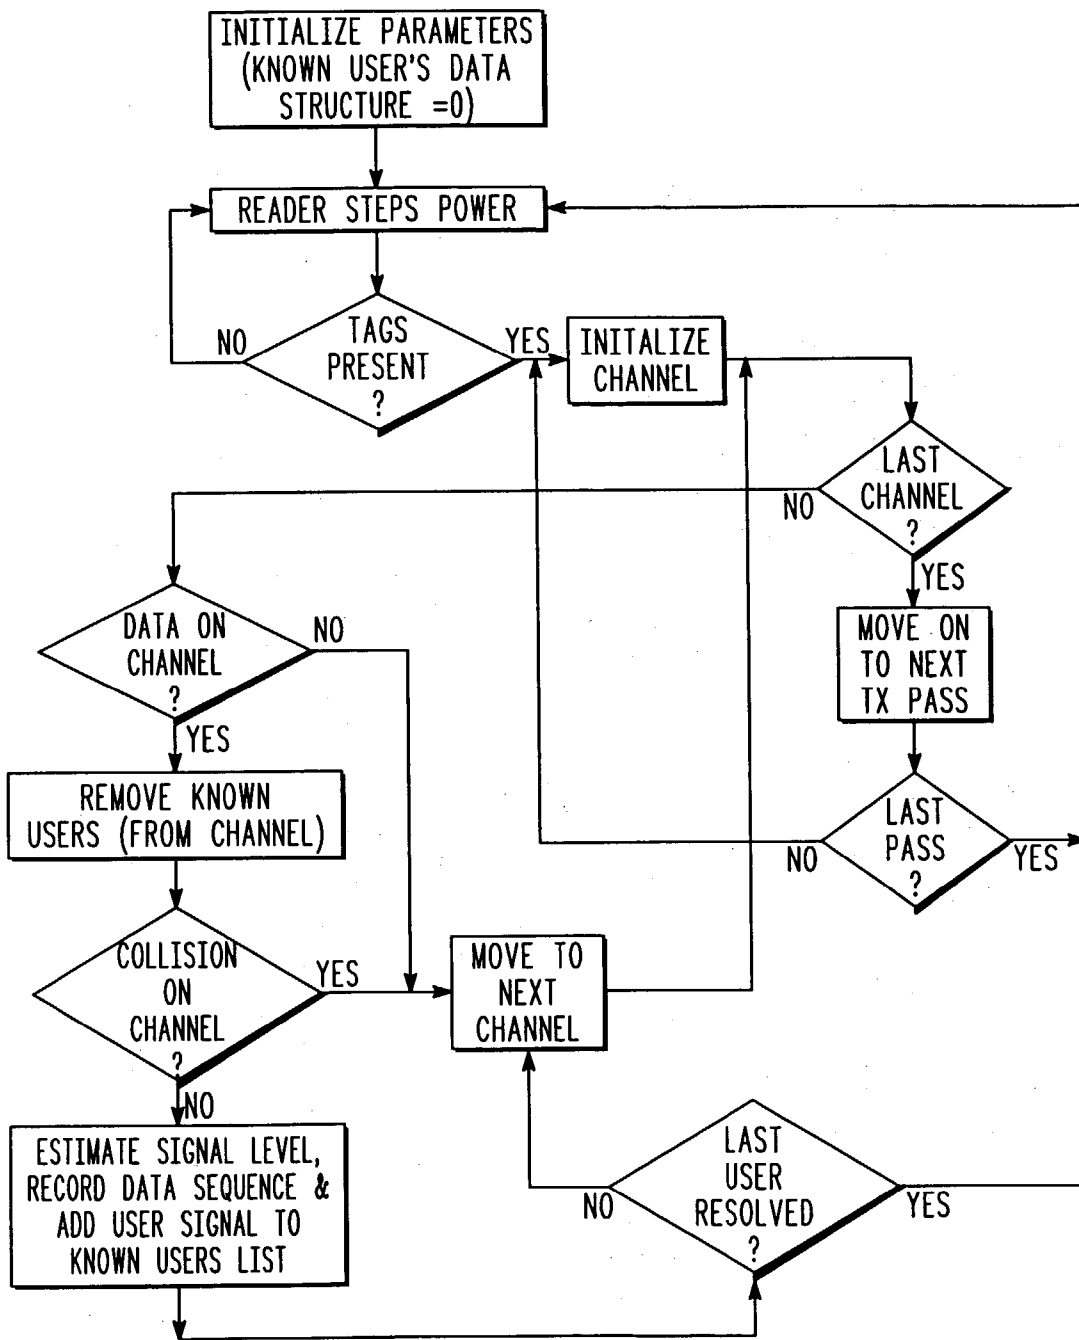 INITIALIZE PARAMETERS
(KNOWN USER'S DATA
STRUCTURE =0)
READER STEPS POWER
TAGS
PRESENT
?
NO
YES
INITALIZE
CHANNEL
LAST
CHANNEL
?
NO
YES
MOVE ON
TO NEXT
TX PASS
LAST
PASS
?
NO
YES
DATA ON
CHANNEL
?
NO
YES
REMOVE KNOWN
USERS (FROM CHANNEL)
COLLISION
ON
CHANNEL
?
YES
NO
MOVE TO
NEXT
CHANNEL
ESTIMATE SIGNAL LEVEL,
RECORD DATA SEQUENCE &
ADD USER SIGNAL TO
KNOWN USERS LIST
LAST
USER
RESOLVED
?
NO
YES